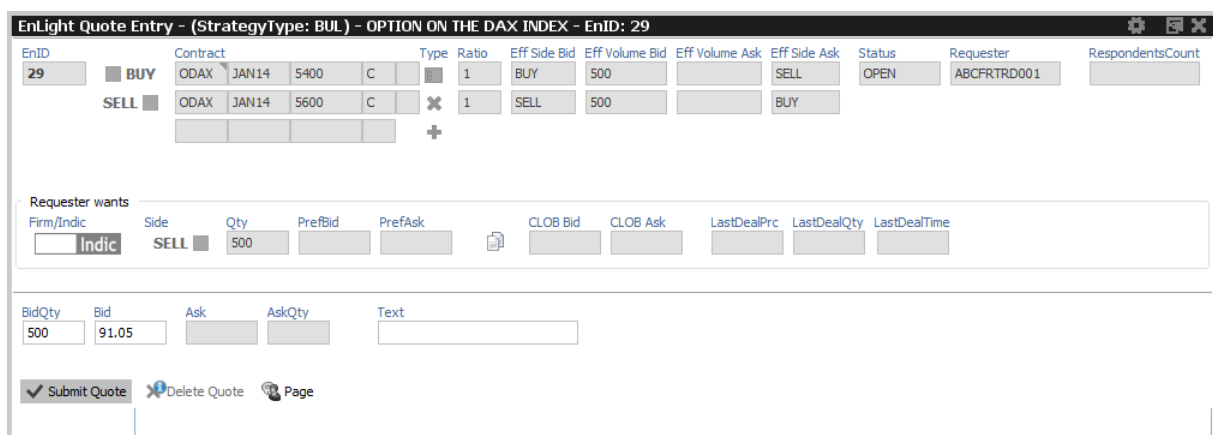 EnLight Quote Entry - (StrategyType: BUL) - OPTION ON THE DAX INDEX - EnID: 29
EnID Contract Type Ratio Eff Side Bid Eff Volume Bid Eff Volume Ask Eff Side Ask Status Requester RespondentsCount
29 BUY ODAX JAN14 5400 C 1 BUY 500 SELL OPEN ABCFRTRD001
SELL ODAX JAN14 5600 C 1 SELL 500 BUY
Requester wants
Firm/Indic Side Qty PrefBid PrefAsk CLOB Bid CLOB Ask LastDealPrc LastDealQty LastDealTime
Indic SELL 500
BidQty Bid Ask AskQty Text
500 91.05
Submit Quote Delete Quote Page